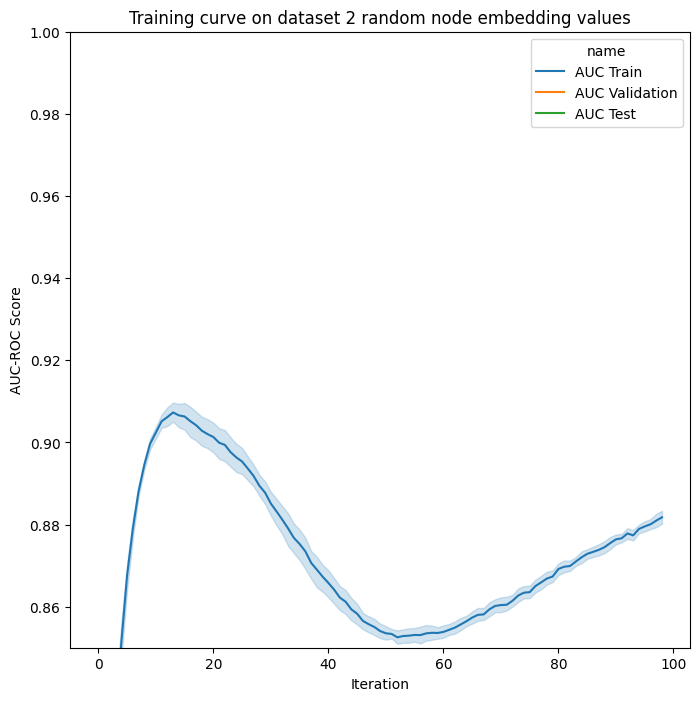 Training curve on dataset 2 random node embedding values
name
AUC Train
AUC Validation
AUC Test
1.00
0.98
0.96
0.94
0.92
0.90
0.88
0.86
AUC-ROC Score
0 20 40 60 80 100
Iteration